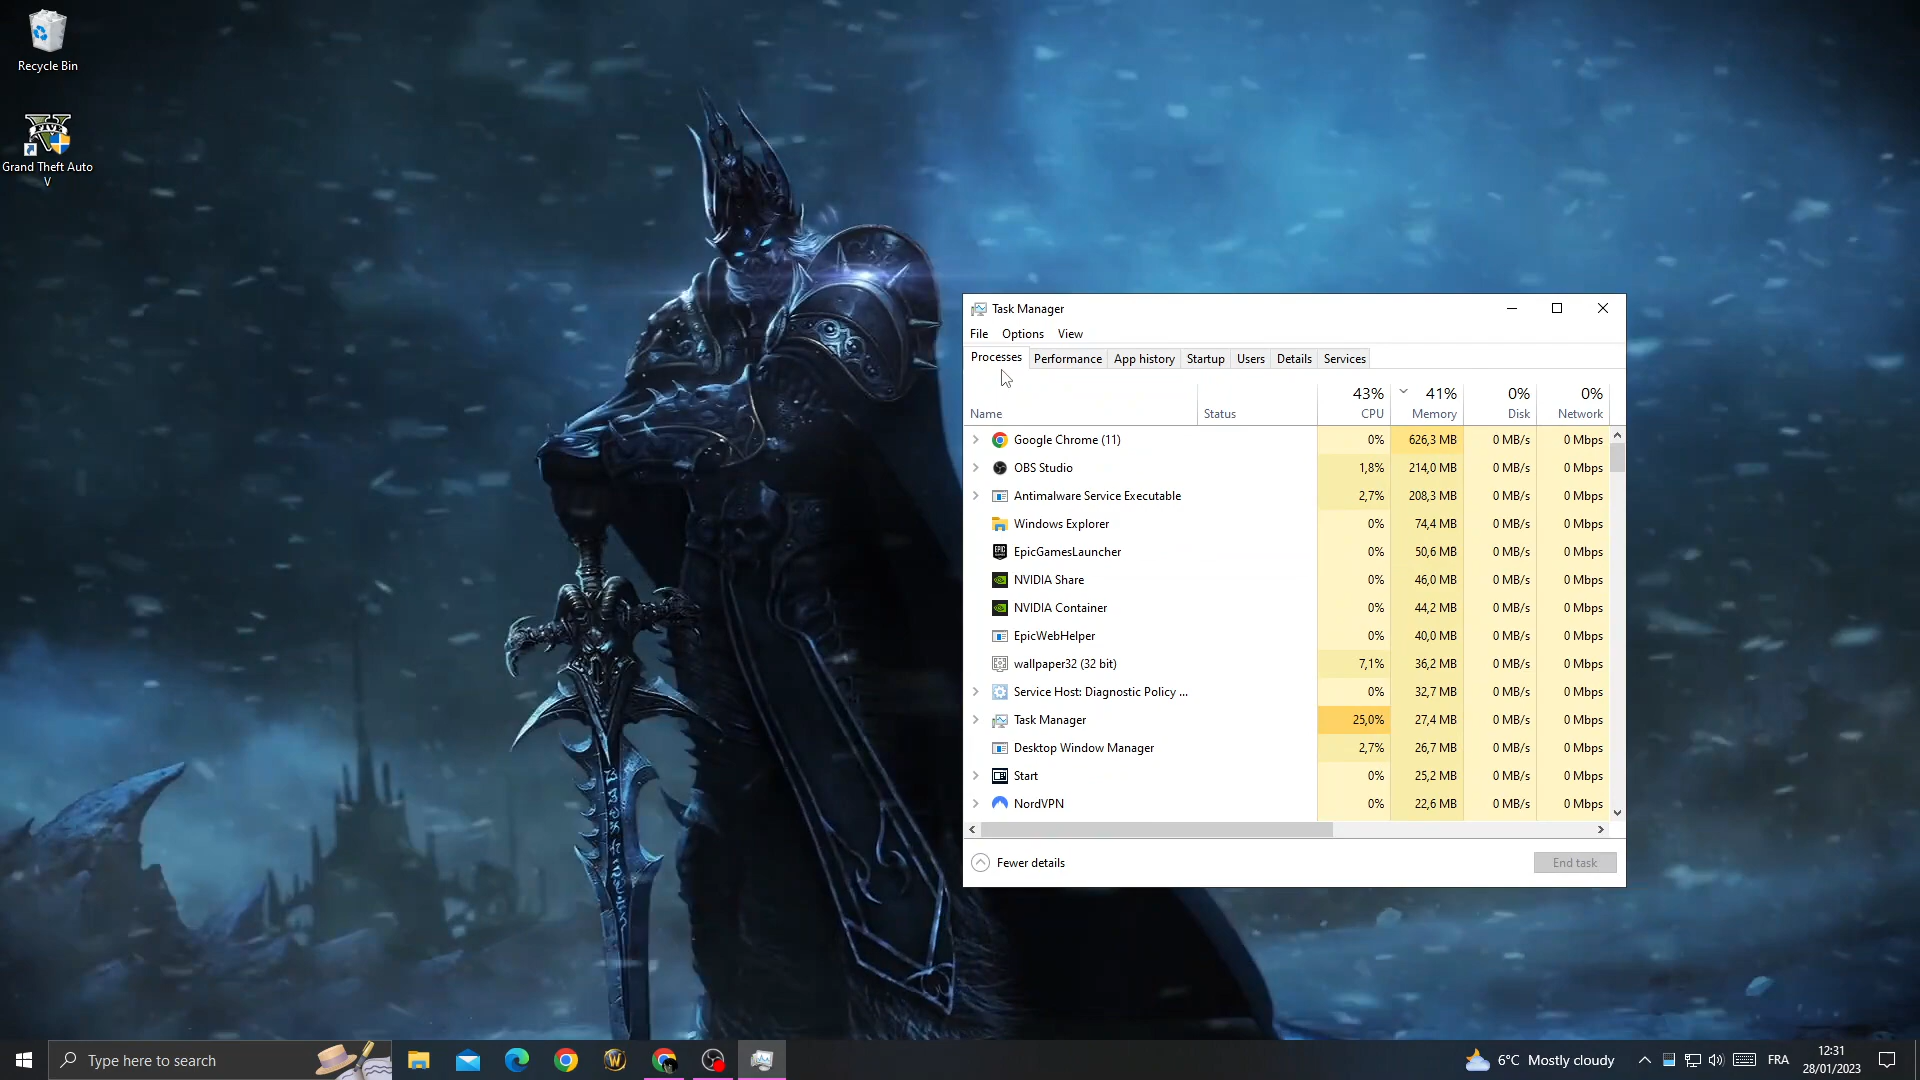 Recycle Bin
FIVE
Grand Theft Auto
V
Task Manager
File Options View
Processes Performance App history Startup Users Details Services
43% 41% 0% 0%
Name Status CPU Memory Disk Network
Google Chrome (11) 0% 626,3 MB 0 MB/s 0 Mbps
OBS Studio 1,8% 214,0 MB 0 MB/s 0 Mbps
Antimalware Service Executable 2,7% 208,3 MB 0 MB/s 0 Mbps
Windows Explorer 0% 74,4 MB 0 MB/s 0 Mbps
EPIC EpicGamesLauncher 0% 50,6 MB 0 MB/s 0 Mbps
NVIDIA Share 0% 46,0 MB 0 MB/s 0 Mbps
NVIDIA Container 0% 44,2 MB 0 MB/s 0 Mbps
EpicWebHelper 0% 40,0 MB 0 MB/s 0 Mbps
wallpaper32 (32 bit) 7,1% 36,2 MB 0 MB/s 0 Mbps
Service Host: Diagnostic Policy ... 0% 32,7 MB 0 MB/s 0 Mbps
Task Manager 25,0% 27,4 MB 0 MB/s 0 Mbps
Desktop Window Manager 2,7% 26,7 MB 0 MB/s 0 Mbps
Start 0% 25,2 MB 0 MB/s 0 Mbps
NordVPN 0% 22,6 MB 0 MB/s 0 Mbps
Fewer details End task
Type here to search W 6°C Mostly cloudy FRA 12:31
28/01/2023